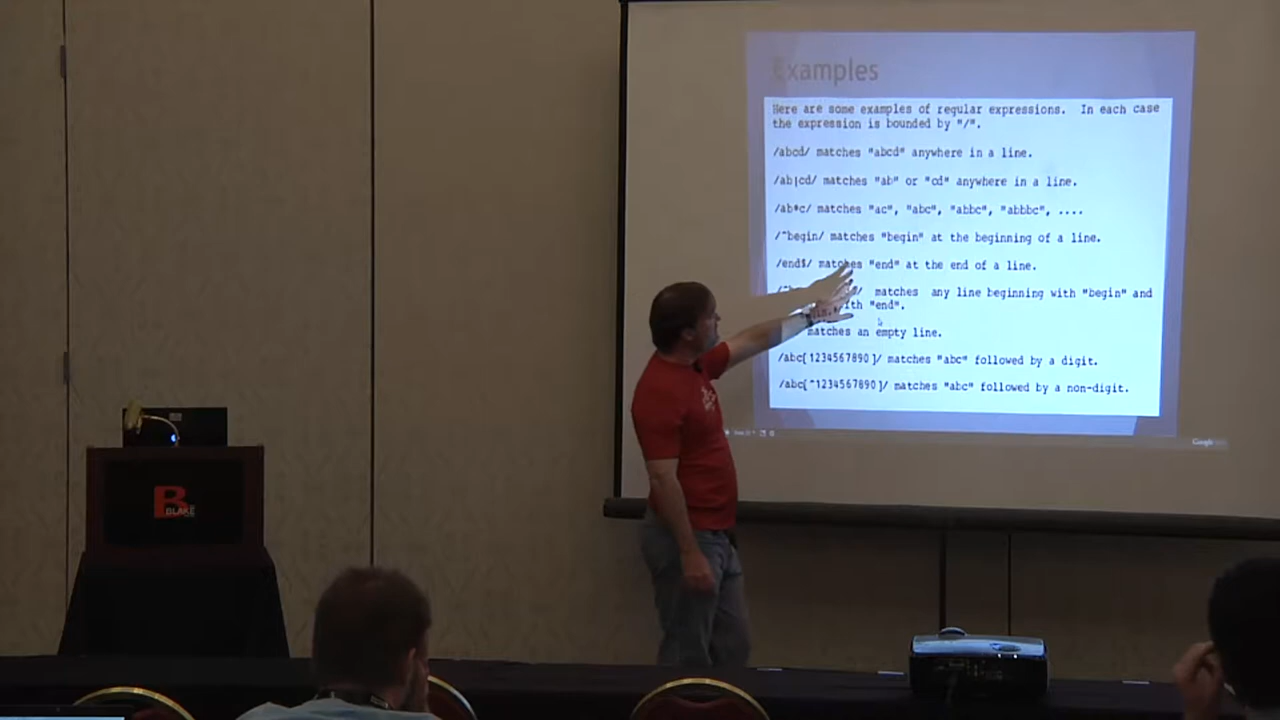 Examples
Here are some examples of regular expressions. In each case
the expression is bounded by "/".
/abcd/ matches "abcd" anywhere in a line.
/ab|cd/ matches "ab" or "cd" anywhere in a line.
/ab*c/ matches "ac", "abc", "abbc", "abbbc", ....
/^begin/ matches "begin" at the beginning of a line.
/end$/ matches "end" at the end of a line.
matches any line beginning with "begin" and
"end".
matches an empty line.
/abc[1234567890]/ matches "abc" followed by a digit.
/abc[^1234567890]/ matches "abc" followed by a non-digit.
Google
B
BLAKE